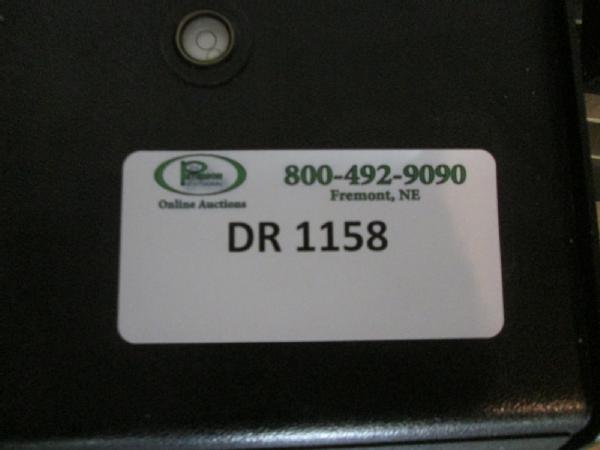 800-492-9090
Fremont, NE
Online Auctions
DR 1158